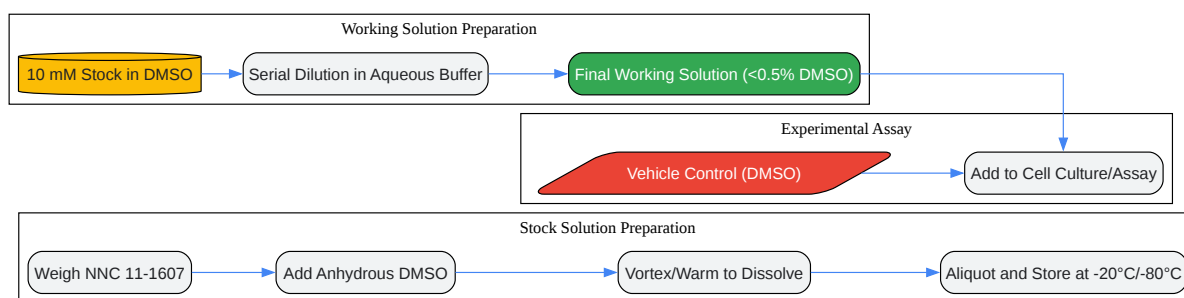 Working Solution Preparation
10 mM Stock in DMSO
Serial Dilution in Aqueous Buffer
Final Working Solution (<0.5% DMSO)
Experimental Assay
Vehicle Control (DMSO)
Add to Cell Culture/Assay
Stock Solution Preparation
Weigh NNC 11-1607
Add Anhydrous DMSO
Vortex/Warm to Dissolve
Aliquot and Store at -20°C/-80°C